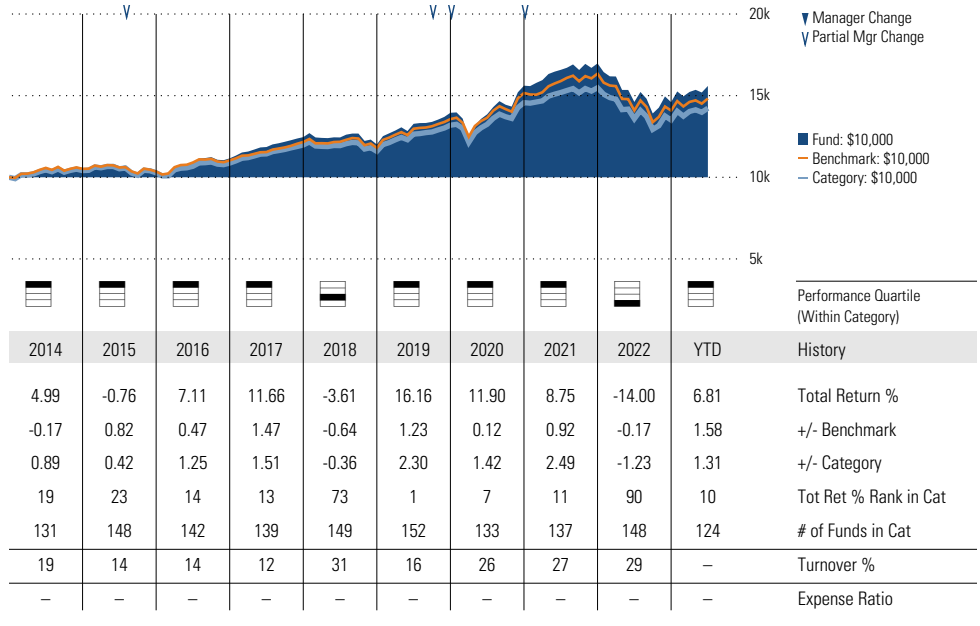 20k
Manager Change
Partial Mgr Change
15k
Fund: $10,000
Benchmark: $10,000
Category: $10,000
10k
5k
Performance Quartile
(Within Category)
2014 2015 2016 2017 2018 2019 2020 2021 2022 YTD History
4.99 -0.76 7.11 11.66 -3.61 16.16 11.90 8.75 -14.00 6.81 Total Return %
-0.17 0.82 0.47 1.47 -0.64 1.23 0.12 0.92 -0.17 1.58 +/- Benchmark
0.89 0.42 1.25 1.51 -0.36 2.30 1.42 2.49 -1.23 1.31 +/- Category
19 23 14 13 73 1 7 11 90 10 Tot Ret % Rank in Cat
131 148 142 139 149 152 133 137 148 124 # of Funds in Cat
19 14 14 12 31 16 26 27 29 – Turnover %
– – – – – – – – – – Expense Ratio